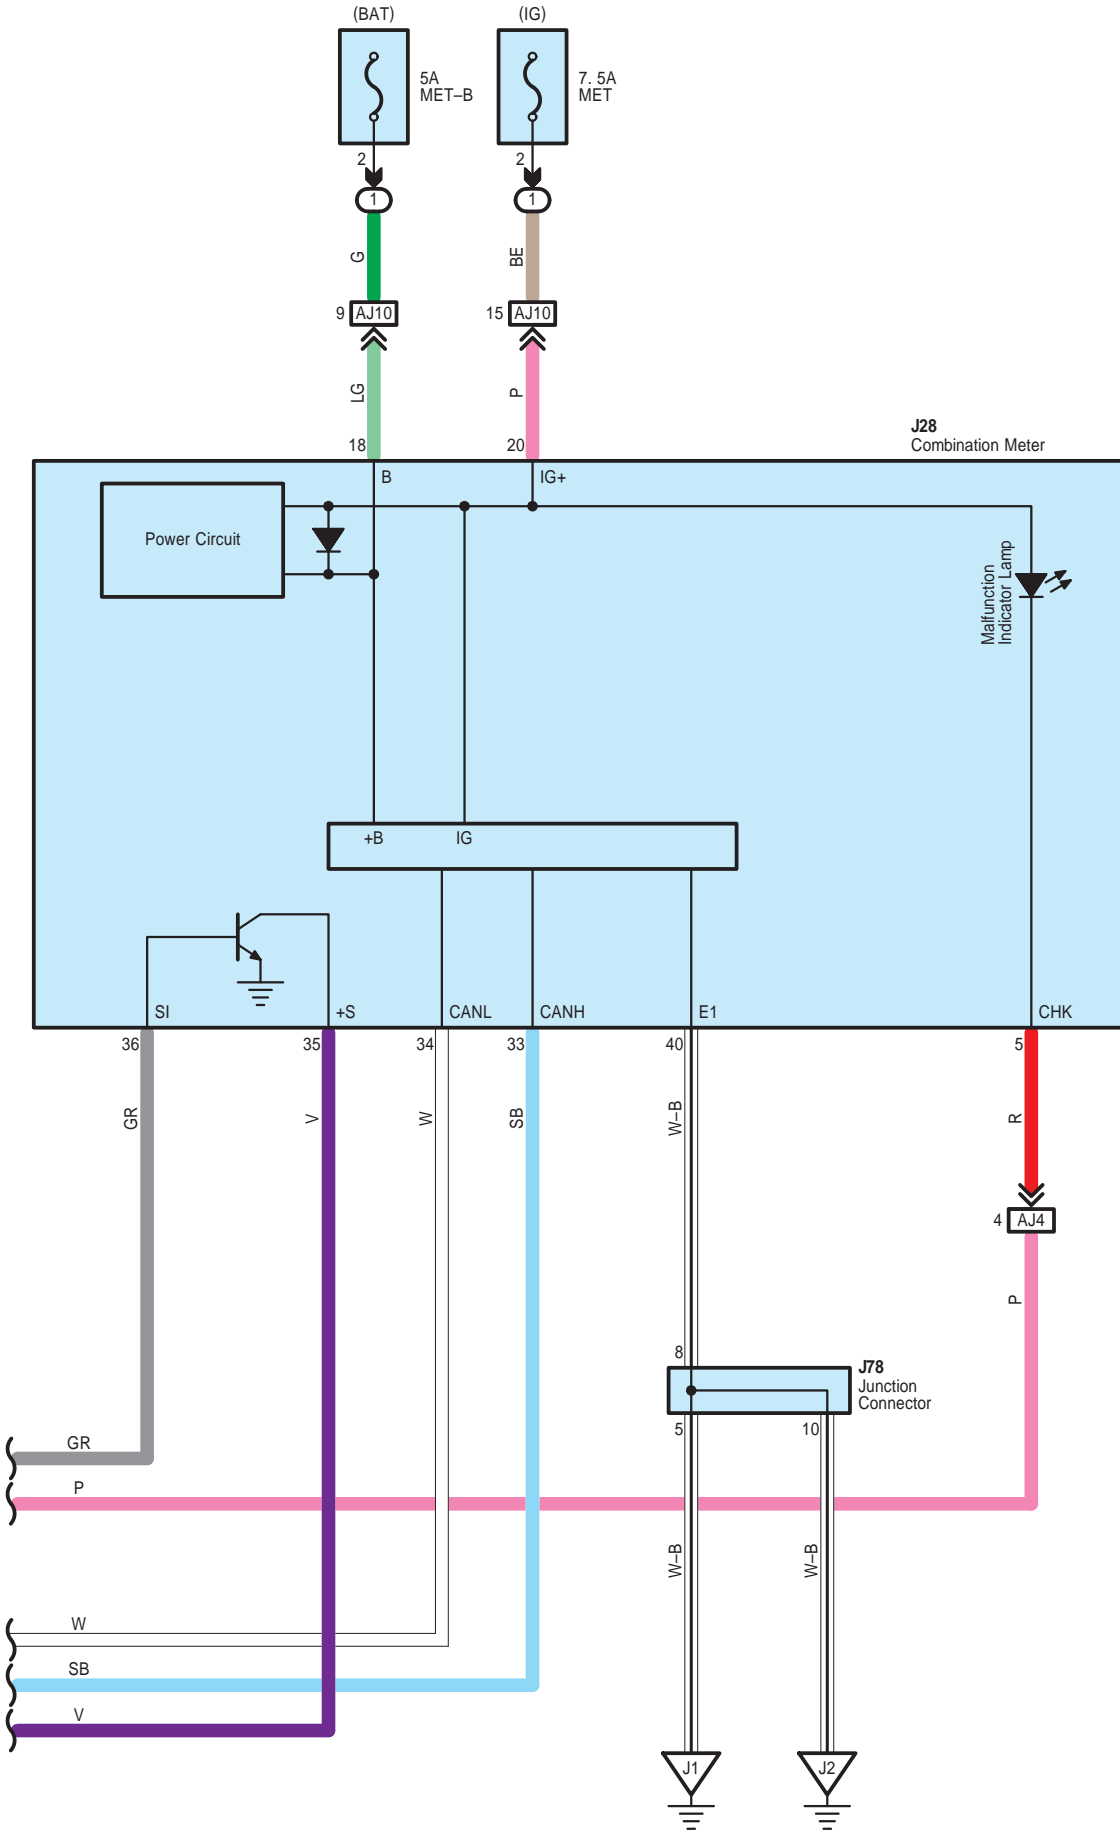 (BAT)
(IG)
5A
MET–B
7. 5A
MET
2
2
1
1
G
BE
9
AJ10
15
AJ10
LG
P
J28
Combination Meter
18
20
B
IG+
Power Circuit
Malfunction
Indicator Lamp
+B
IG
SI
+S
CANL
CANH
E1
CHK
36
35
34
33
40
5
GR
V
W
SB
W–B
R
4
AJ4
P
8
J78
Junction
Connector
5
10
GR
P
W–B
W–B
W
SB
V
J1
J2